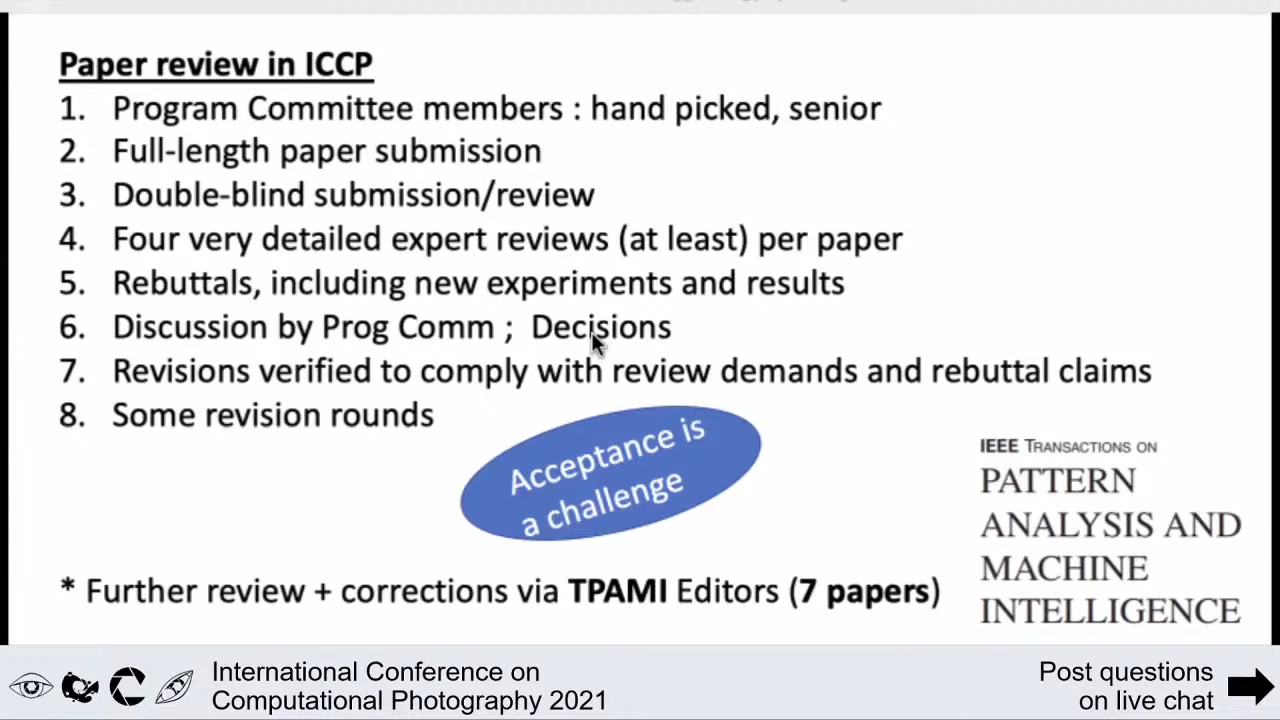 Paper review in ICCP
1. Program Committee members : hand picked, senior
2. Full-length paper submission
3. Double-blind submission/review
4. Four very detailed expert reviews (at least) per paper
5. Rebuttals, including new experiments and results
6. Discussion by Prog Comm ; Decisions
7. Revisions verified to comply with review demands and rebuttal claims
8. Some revision rounds
Acceptance is
a challenge
IEEE TRANSACTIONS ON
PATTERN
ANALYSIS AND
MACHINE
INTELLIGENCE
* Further review + corrections via TPAMI Editors (7 papers)
International Conference on
Computational Photography 2021
Post questions
on live chat